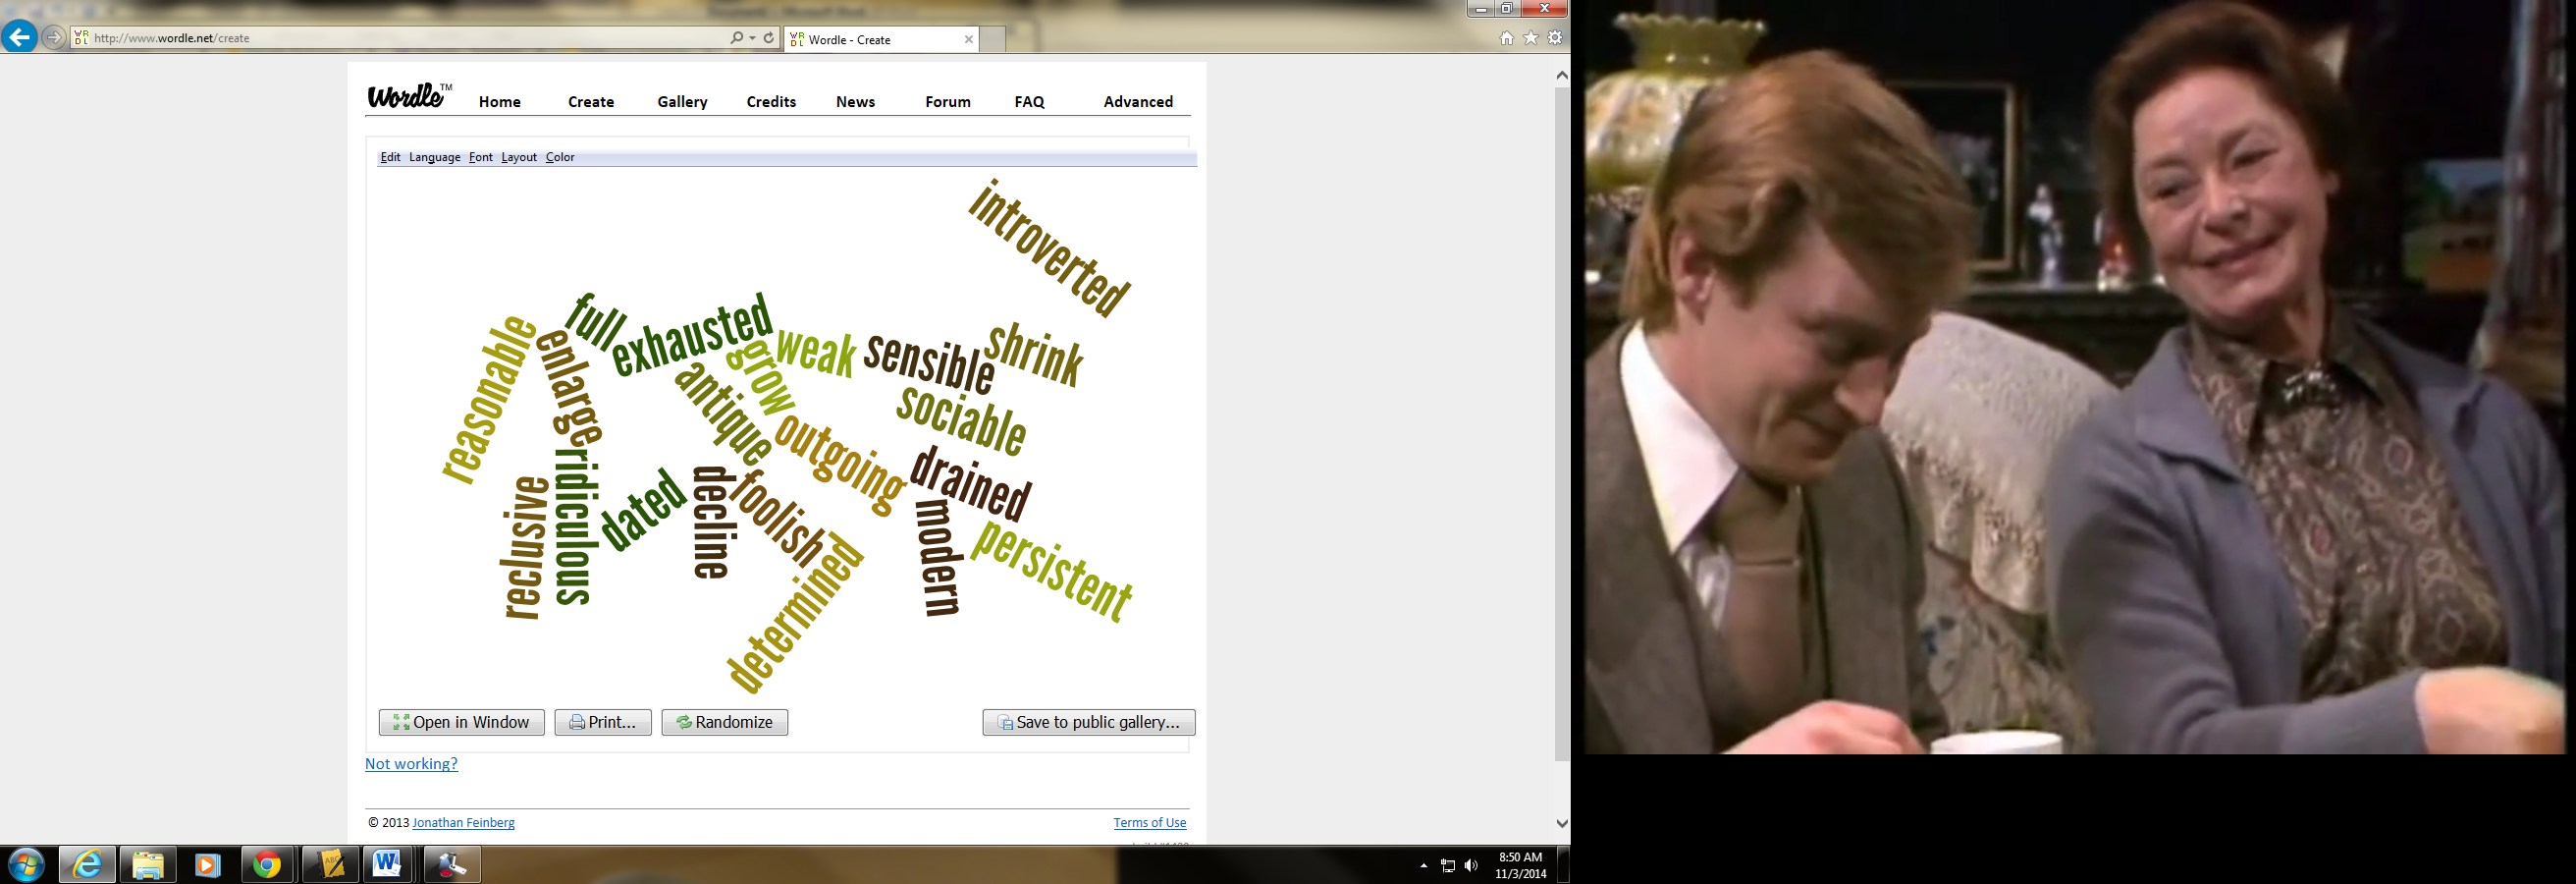 http://www.wordle.net/create
Wordle - Create
Wordle™
Home Create Gallery Credits News Forum FAQ Advanced
Edit Language Font Layout Color
introverted
full
exhausted
reasonable
enlarge
grow
weak
sensible
shrink
antique
sociable
outgoing
ridiculous
reclusive
dated
decline
foolish
drained
modern
persistent
determined
Open in Window Print... Randomize Save to public gallery...
Not working?
© 2013 Jonathan Feinberg Terms of Use
8:50 AM
11/3/2014